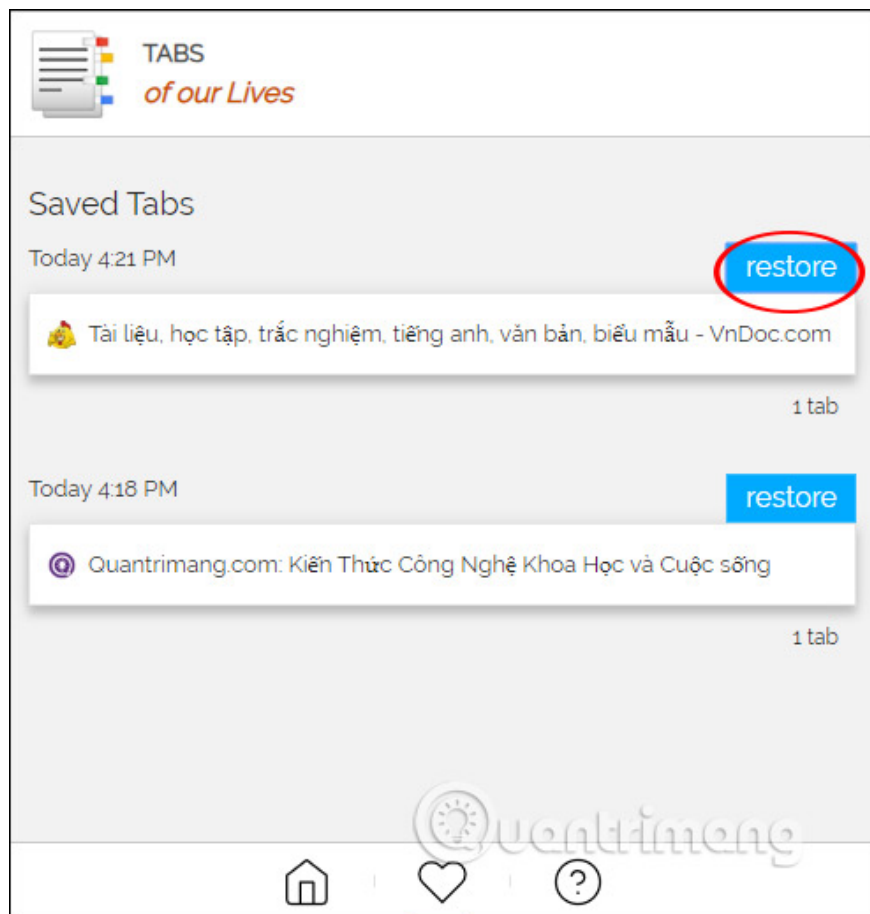 TABS
of our Lives
Saved Tabs
Today 4:21 PM
restore
Tài liệu, học tập, trắc nghiệm, tiếng anh, văn bản, biểu mẫu - VnDoc.com
1 tab
Today 4:18 PM
restore
Quantrimang.com: Kiến Thức Công Nghệ Khoa Học và Cuộc sống
1 tab
Quantrimang
?